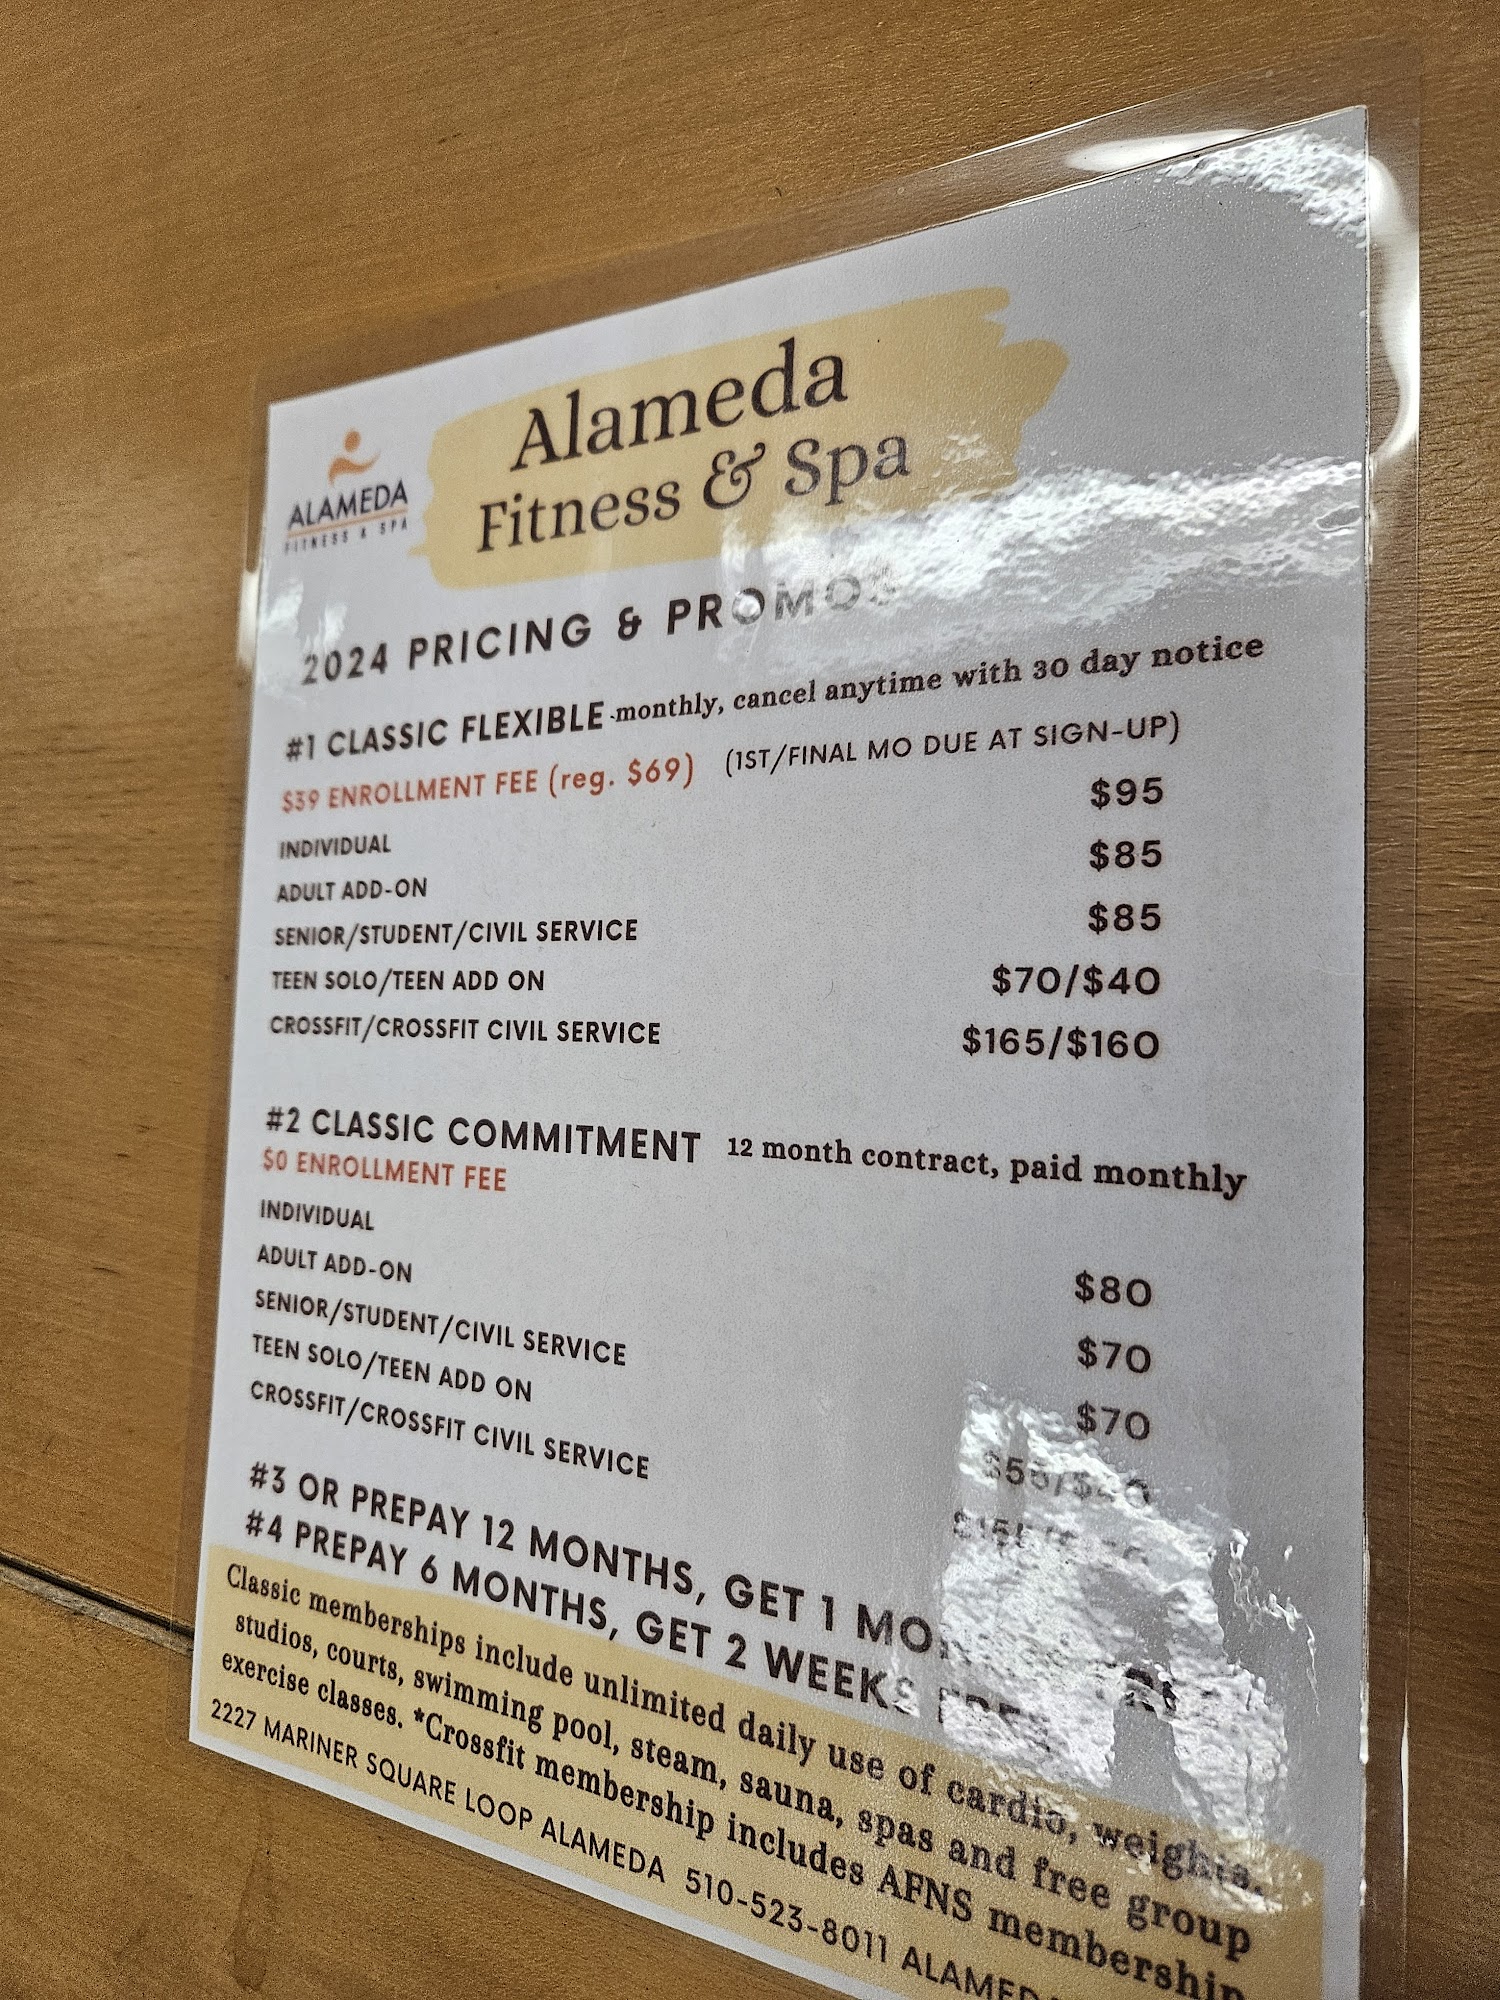 ALAMEDA
FITNESS & SPA
Alameda
Fitness & Spa
2024 PRICING & PROMOS
#1 CLASSIC FLEXIBLE -monthly, cancel anytime with 30 day notice
$39 ENROLLMENT FEE (reg. $69) (1ST/FINAL MO DUE AT SIGN-UP)
INDIVIDUAL $95
ADULT ADD-ON $85
SENIOR/STUDENT/CIVIL SERVICE $85
TEEN SOLO/TEEN ADD ON $70/$40
CROSSFIT/CROSSFIT CIVIL SERVICE $165/$160
#2 CLASSIC COMMITMENT 12 month contract, paid monthly
$0 ENROLLMENT FEE
INDIVIDUAL $80
ADULT ADD-ON $70
SENIOR/STUDENT/CIVIL SERVICE $70
TEEN SOLO/TEEN ADD ON
CROSSFIT/CROSSFIT CIVIL SERVICE
#3 OR PREPAY 12 MONTHS, GET 1
#4 PREPAY 6 MONTHS, GET 2 WEEKS FREE
Classic memberships include unlimited daily use of cardio, weights,
studios, courts, swimming pool, steam, sauna, spas and free group
exercise classes. *Crossfit membership includes AFNS membership
2227 MARINER SQUARE LOOP ALAMEDA 510-523-8011